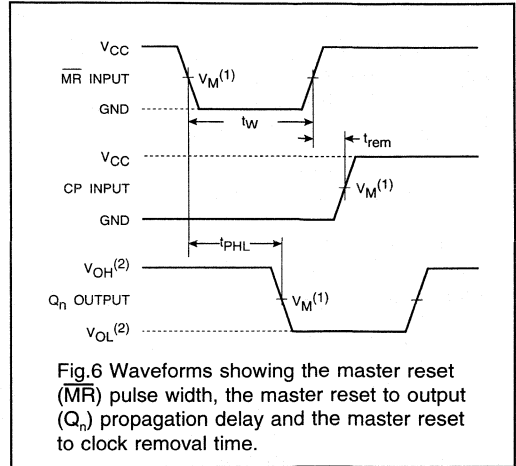 VCC
MR INPUT
VM(1)
GND
tW
trem
VCC
CP INPUT
VM(1)
GND
tPHL
VOH(2)
Qn OUTPUT
VM(1)
VOL(2)
Fig.6 Waveforms showing the master reset
(MR) pulse width, the master reset to output
(Qn) propagation delay and the master reset
to clock removal time.